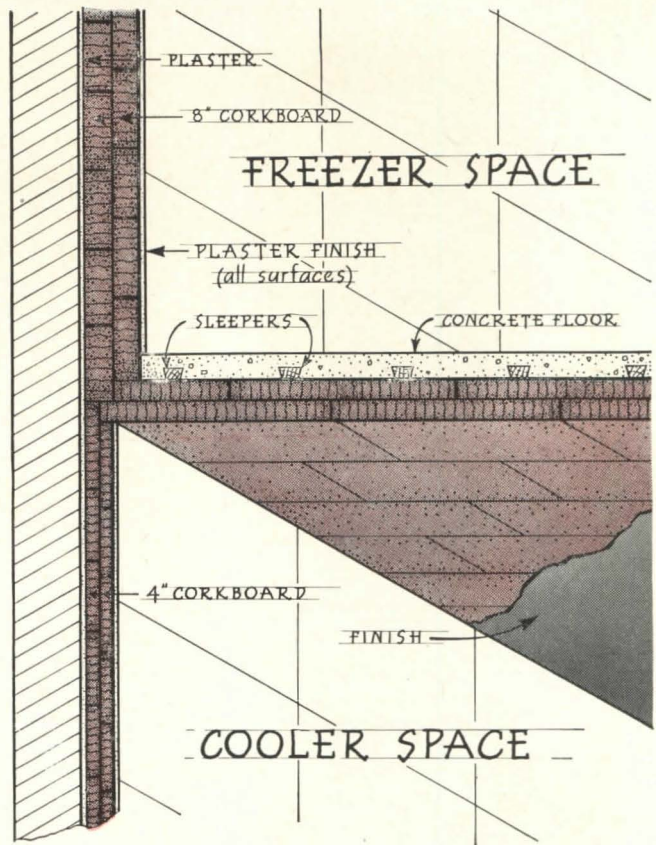 PLASTER
8" CORKBOARD
FREEZER SPACE
PLASTER FINISH
(all surfaces)
SLEEPERS
CONCRETE FLOOR
4" CORKBOARD
FINISH
COOLER SPACE